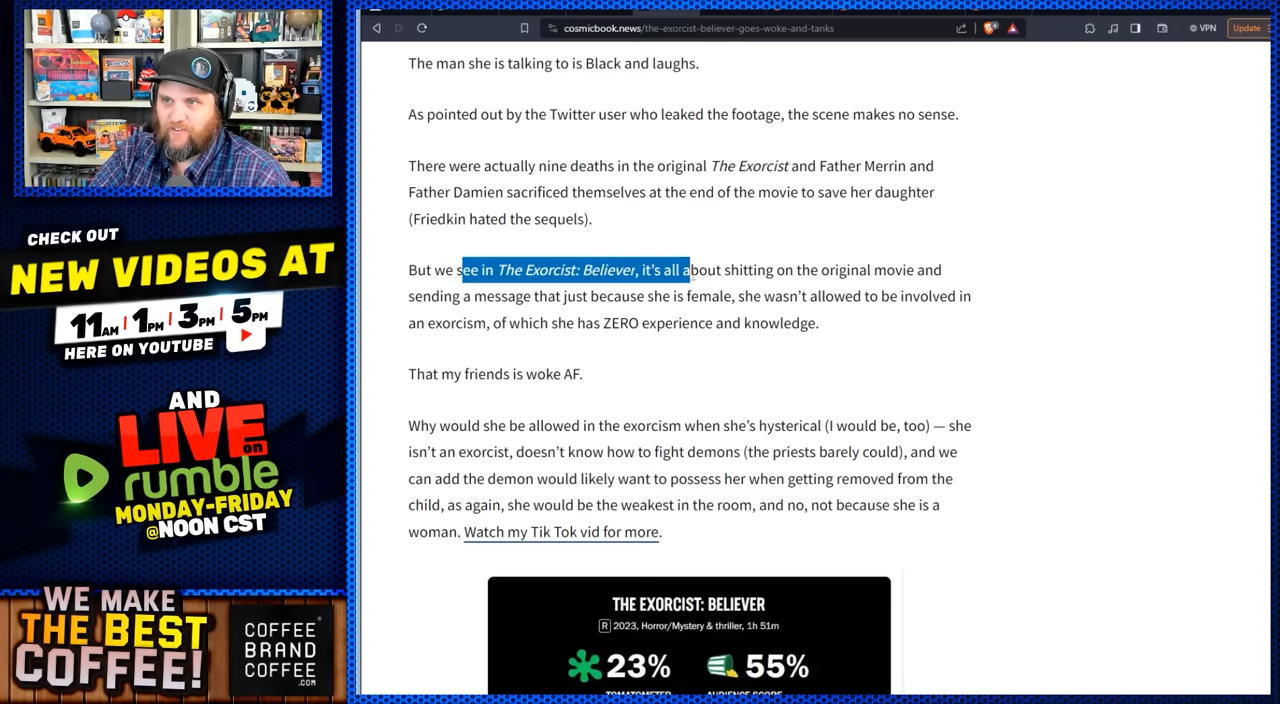 CHECK OUT
NEW VIDEOS AT
11AM | 1PM | 3PM | 5PM
HERE ON YOUTUBE
AND
LIVE
on
rumble
MONDAY-FRIDAY
@NOON CST
WE MAKE
THE BEST
COFFEE!
COFFEE
BRAND
COFFEE
.COM
cosmicbook.news/the-exorcist-believer-goes-woke-and-tanks
VPN
Update
The man she is talking to is Black and laughs.
As pointed out by the Twitter user who leaked the footage, the scene makes no sense.
There were actually nine deaths in the original The Exorcist and Father Merrin and
Father Damien sacrificed themselves at the end of the movie to save her daughter
(Friedkin hated the sequels).
But we see in The Exorcist: Believer, it's all about shitting on the original movie and
sending a message that just because she is female, she wasn't allowed to be involved in
an exorcism, of which she has ZERO experience and knowledge.
That my friends is woke AF.
Why would she be allowed in the exorcism when she's hysterical (I would be, too) — she
isn't an exorcist, doesn't know how to fight demons (the priests barely could), and we
can add the demon would likely want to possess her when getting removed from the
child, as again, she would be the weakest in the room, and no, not because she is a
woman. Watch my Tik Tok vid for more.
THE EXORCIST: BELIEVER
R 2023, Horror/Mystery & thriller, 1h 51m
23% 55%
TOMATOMETER AUDIENCE SCORE